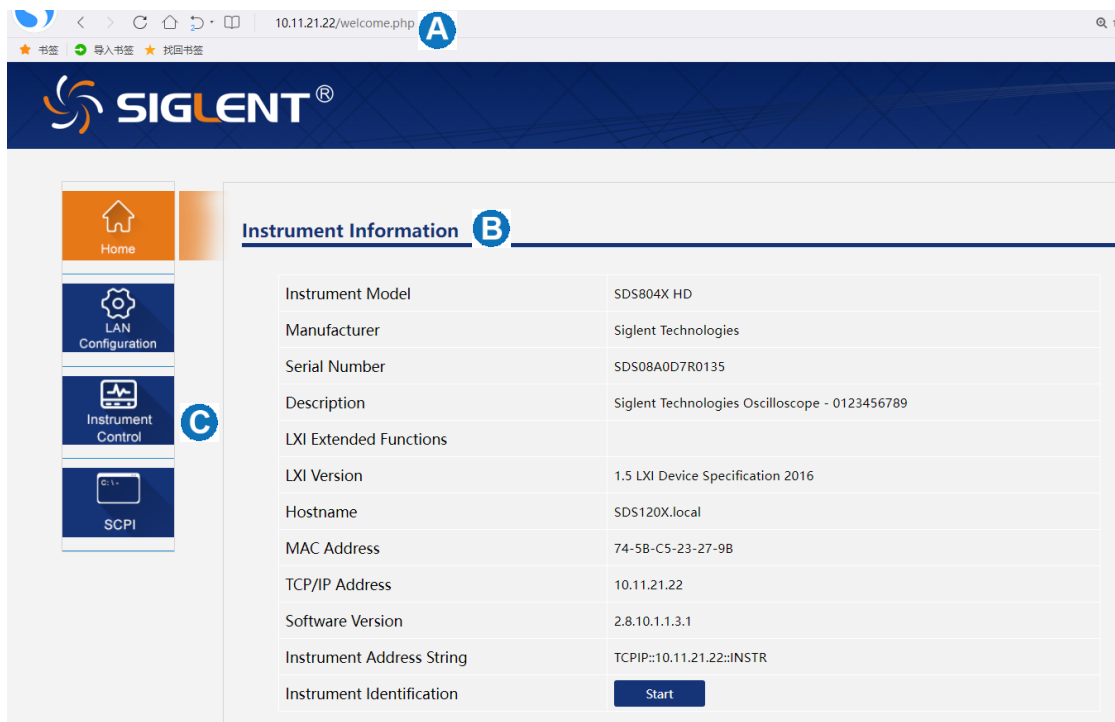 10.11.21.22/welcome.php A
书签 导入书签 找回书签
SIGLENT®
Home
LAN
Configuration
Instrument
Control
C
C:\-
SCPI
Instrument Information B
Instrument Model SDS804X HD
Manufacturer Siglent Technologies
Serial Number SDS08A0D7R0135
Description Siglent Technologies Oscilloscope - 0123456789
LXI Extended Functions
LXI Version 1.5 LXI Device Specification 2016
Hostname SDS120X.local
MAC Address 74-5B-C5-23-27-9B
TCP/IP Address 10.11.21.22
Software Version 2.8.10.1.1.3.1
Instrument Address String TCPIP::10.11.21.22::INSTR
Instrument Identification Start